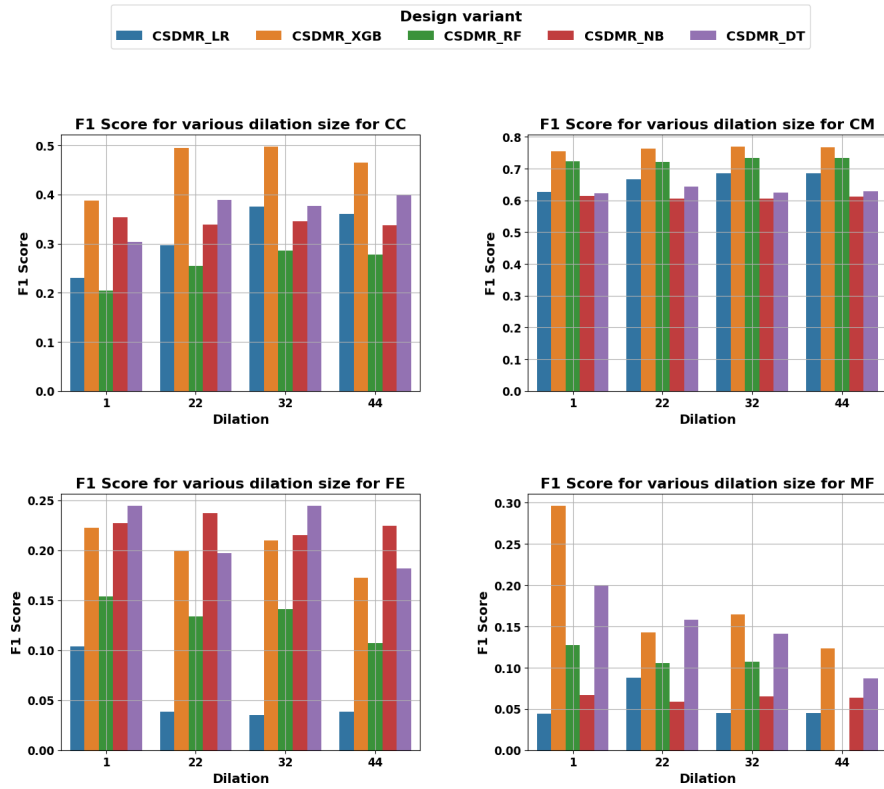 Design variant
CSDMR_LR CSDMR_XGB CSDMR_RF CSDMR_NB CSDMR_DT
F1 Score for various dilation size for CC
F1 Score
0.5
0.4
0.3
0.2
0.1
0.0
1 22 32 44
Dilation
F1 Score for various dilation size for CM
F1 Score
0.8
0.7
0.6
0.5
0.4
0.3
0.2
0.1
0.0
1 22 32 44
Dilation
F1 Score for various dilation size for FE
F1 Score
0.25
0.20
0.15
0.10
0.05
0.00
1 22 32 44
Dilation
F1 Score for various dilation size for MF
F1 Score
0.30
0.25
0.20
0.15
0.10
0.05
0.00
1 22 32 44
Dilation